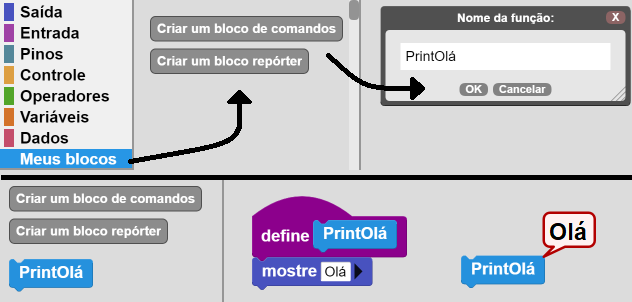 Saída
Entrada
Pinos
Controle
Operadores
Variáveis
Dados
Meus blocos
Criar um bloco de comandos
Criar um bloco repórter
Nome da função:
X
PrintOlá
OK Cancelar
Criar um bloco de comandos
Criar um bloco repórter
PrintOlá
define PrintOlá
mostre Olá
Olá
PrintOlá